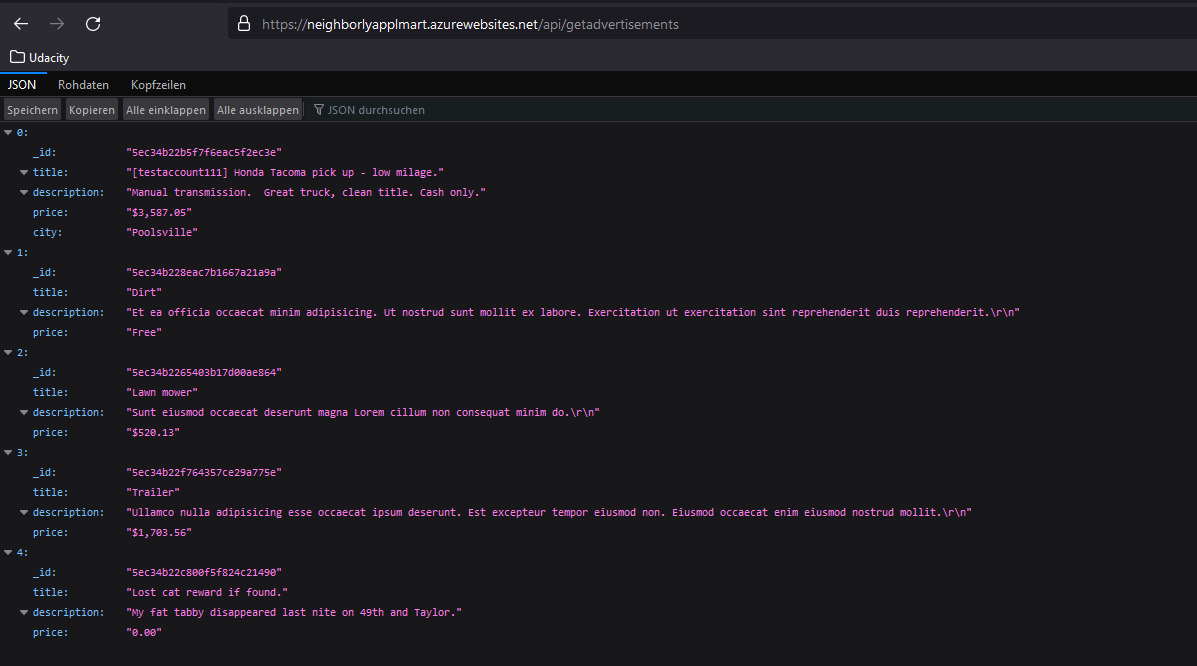 https://neighborlyapplmart.azurewebsites.net/api/getadvertisements
Udacity
JSON Rohdaten Kopfzeilen
Speichern Kopieren Alle einklappen Alle ausklappen JSON durchsuchen
0:
_id: "5ec34b22b5f7f6eac5f2ec3e"
title: "[testaccount111] Honda Tacoma pick up - low milage."
description: "Manual transmission.  Great truck, clean title. Cash only."
price: "$3,587.05"
city: "Poolsville"
1:
_id: "5ec34b228eac7b1667a21a9a"
title: "Dirt"
description: "Et ea officia occaecat minim adipisicing. Ut nostrud sunt mollit ex labore. Exercitation ut exercitation sint reprehenderit duis reprehenderit.\r\n"
price: "Free"
2:
_id: "5ec34b2265403b17d00ae864"
title: "Lawn mower"
description: "Sunt eiusmod occaecat deserunt magna Lorem cillum non consequat minim do.\r\n"
price: "$520.13"
3:
_id: "5ec34b22f764357ce29a775e"
title: "Trailer"
description: "Ullamco nulla adipisicing esse occaecat ipsum deserunt. Est excepteur tempor eiusmod non. Eiusmod occaecat enim eiusmod nostrud mollit.\r\n"
price: "$1,703.56"
4:
_id: "5ec34b22c800f5f824c21490"
title: "Lost cat reward if found."
description: "My fat tabby disappeared last nite on 49th and Taylor."
price: "0.00"